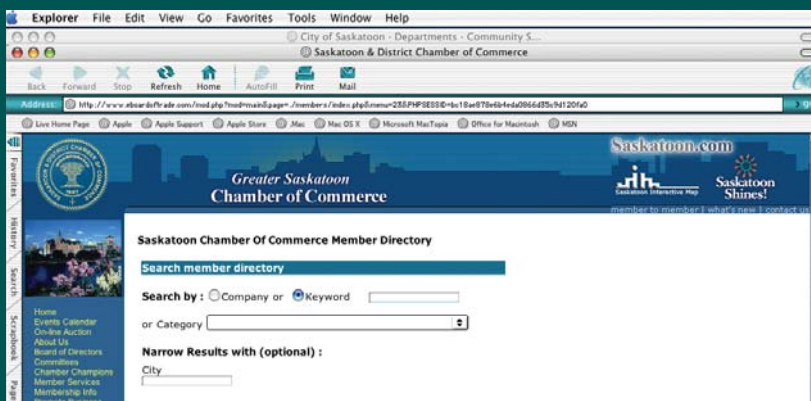 Explorer File Edit View Go Favorites Tools Window Help
City of Saskatoon - Departments - Community S...
Saskatoon & District Chamber of Commerce
Back Forward Stop Refresh Home AutoFill Print Mail
Address:
Live Home Page Apple Apple Support Apple Store .Mac Mac OS X Microsoft MacTopia Office for Macintosh MSN
Favorites
History
Search
Scrapbook
Page
Greater Saskatoon
Chamber of Commerce
Saskatoon.com
Saskatoon Interactive Map
Saskatoon
Shines!
member to member | what's new | contact us
Saskatoon Chamber Of Commerce Member Directory
Search member directory
Search by : Company or Keyword
or Category
Narrow Results with (optional) :
City
Home
Events Calendar
On-line Auction
About Us
Board of Directors
Committees
Chamber Champions
Member Services
Membership Info